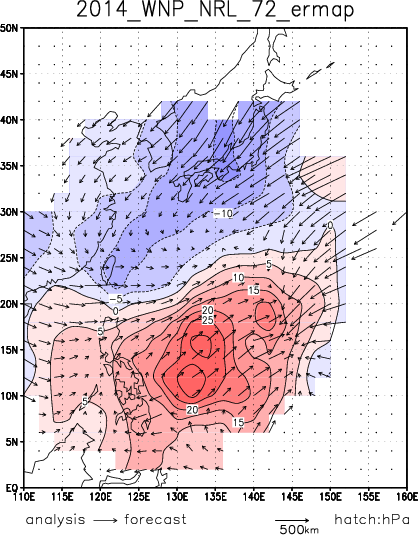 2014_WNP_NRL_72_ermap
50N
45N
40N
35N
30N
25N
20N
15N
10N
5N
EQ
-10
0
5
10
15
-5
0
20
25
5
5
20
15
110E 115E 120E 125E 130E 135E 140E 145E 150E 155E 160E
analysis → forecast
500km
hatch:hPa